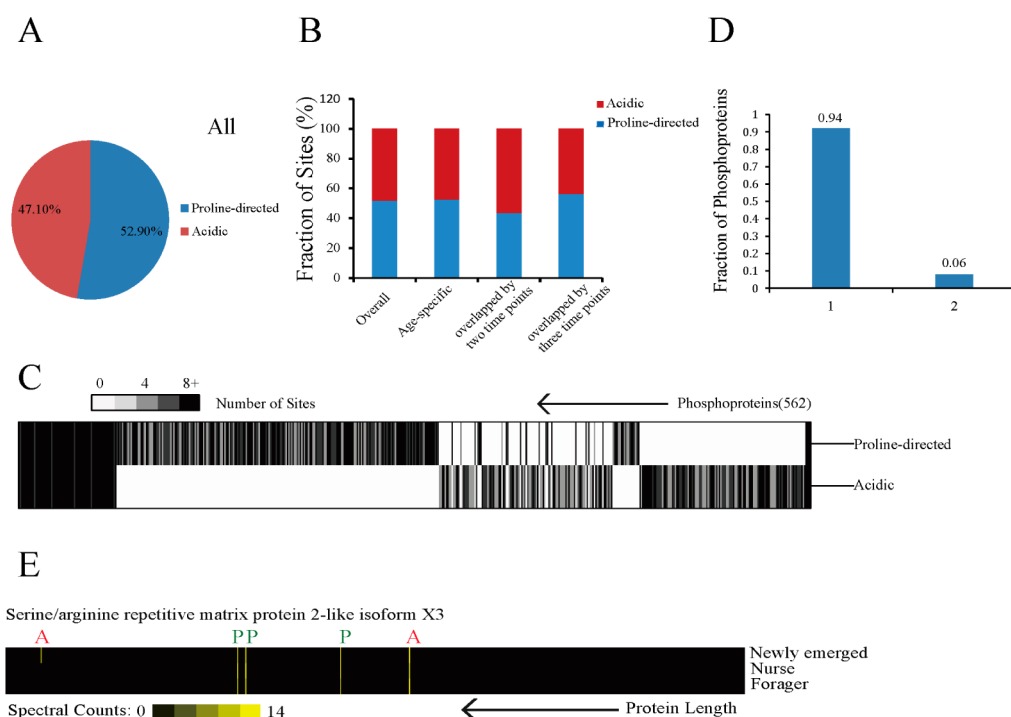 A
All
47.10%
52.90%
Proline-directed
Acidic
B
Fraction of Sites (%)
120
100
80
60
40
20
0
Acidic
Proline-directed
Overall
Age-specific
overlapped by
two time points
overlapped by
three time points
D
Fraction of Phosphoproteins
1
0.9
0.8
0.7
0.6
0.5
0.4
0.3
0.2
0.1
0
0.94
0.06
1
2
C
0 4 8+
Number of Sites
Phosphoproteins(562)
Proline-directed
Acidic
E
Serine/arginine repetitive matrix protein 2-like isoform X3
A P P P A
Newly emerged
Nurse
Forager
Spectral Counts: 0 14
Protein Length